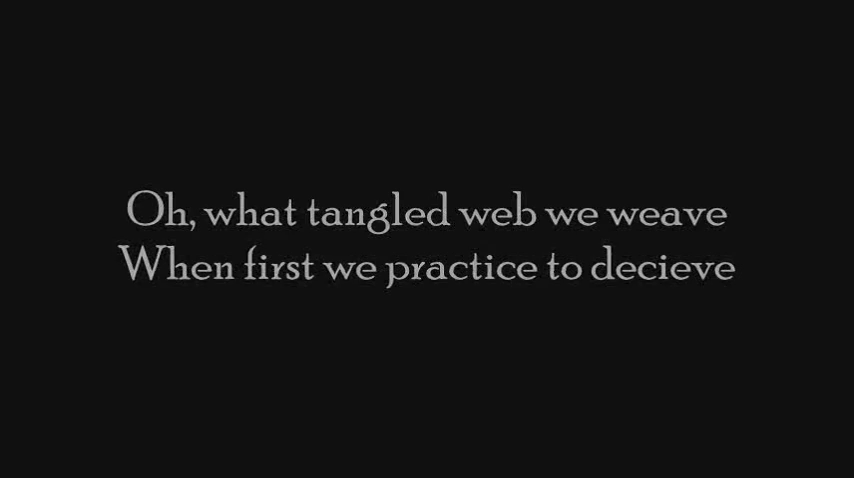 Oh, what tangled web we weave
When first we practice to decieve